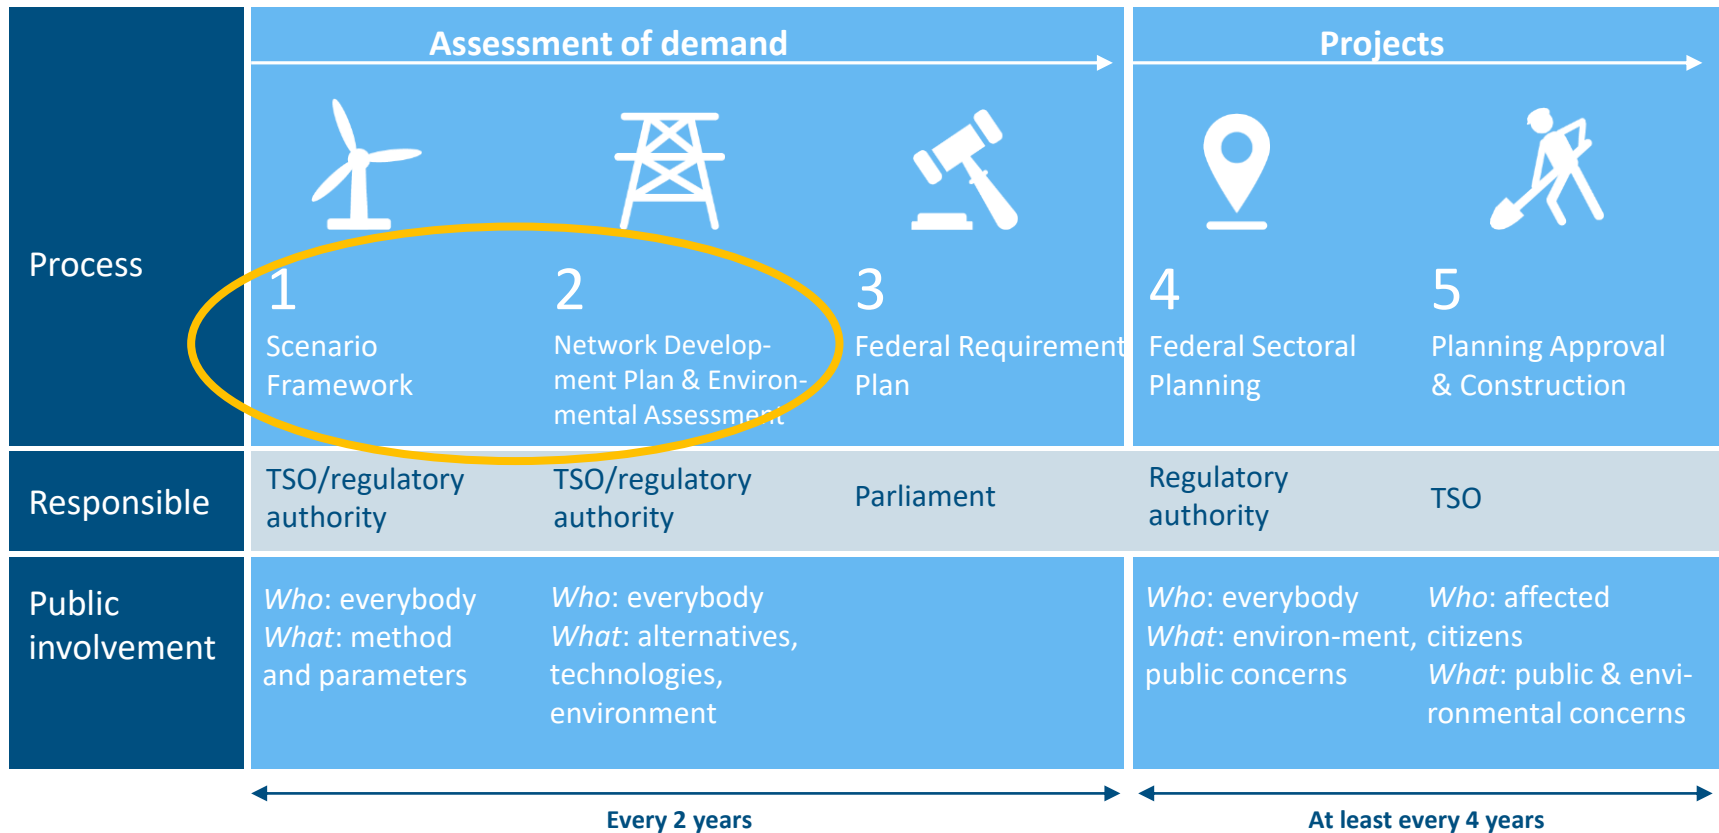 Assessment of demand
Projects
Process
1
2
3
4
5
Scenario
Framework
Network Develop-
ment Plan & Environ-
mental Assessment
Federal Requirement
Plan
Federal Sectoral
Planning
Planning Approval
& Construction
Responsible
TSO/regulatory
authority
TSO/regulatory
authority
Parliament
Regulatory
authority
TSO
Public
involvement
Who: everybody
What: method
and parameters
Who: everybody
What: alternatives,
technologies,
environment
Who: everybody
What: environ-ment,
public concerns
Who: affected
citizens
What: public & envi-
ronmental concerns
Every 2 years
At least every 4 years